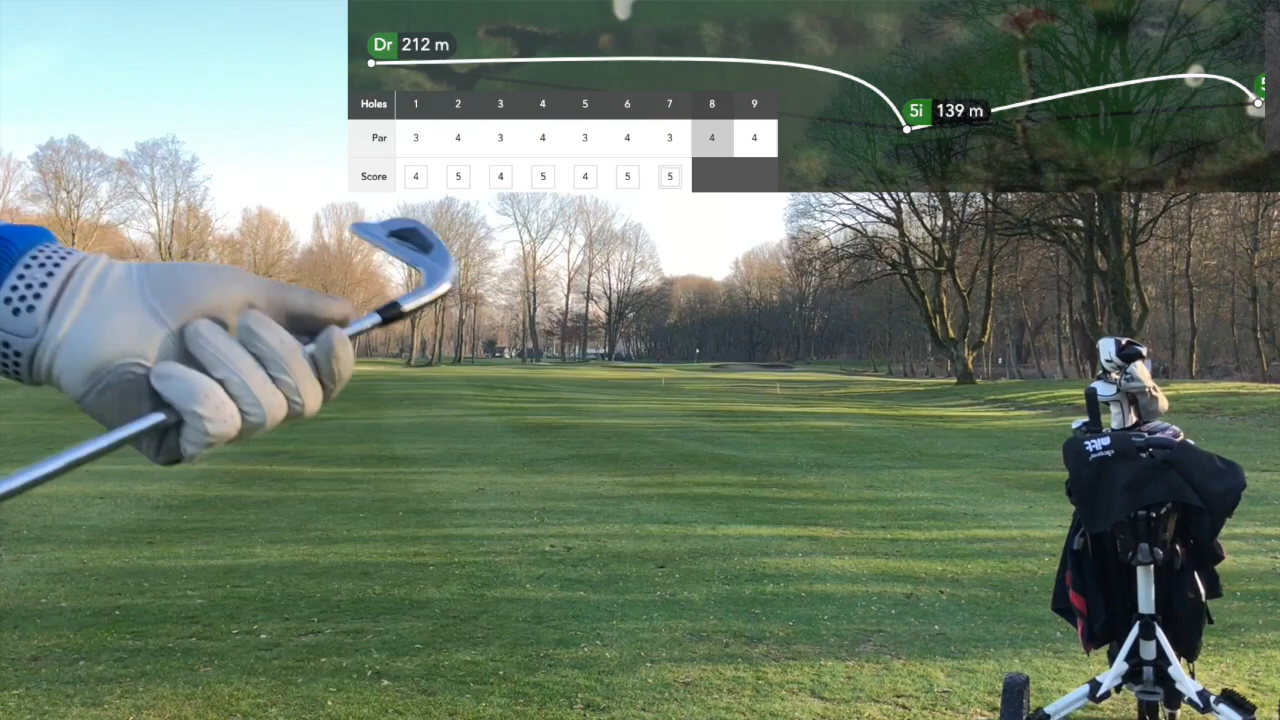 Dr 212 m
5i 139 m
5
Holes 1 2 3 4 5 6 7 8 9
Par 3 4 3 4 3 4 3 4 4
Score 4 5 4 5 4 5 5